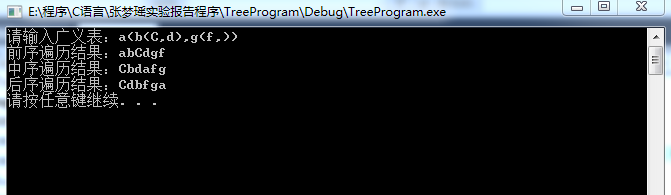 E:\程序\C语言\张梦瑶实验报告程序\TreeProgram\Debug\TreeProgram.exe
请输入广义表：a(b(C,d),g(f,))
前序遍历结果：abCdgf
中序遍历结果：Cbdafg
后序遍历结果：Cdbfga
请按任意键继续. . .